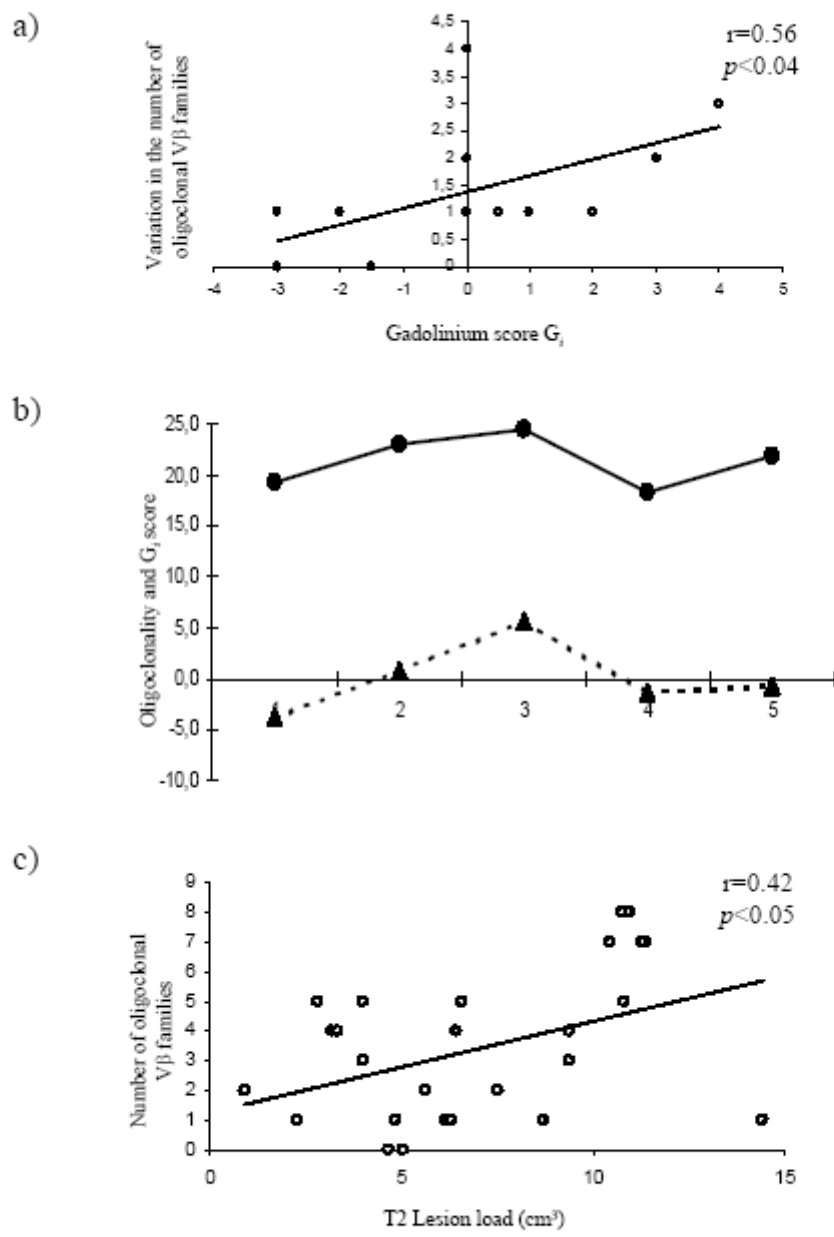 a)
r=0.56
p<0.04
Variation in the number of
oligoclonal Vβ families
4,5
4
3,5
3
2,5
2
1,5
1
0,5
0
-4 -3 -2 -1 0 1 2 3 4 5
Gadolinium score Gi
b)
Oligoclonality and Gi score
25,0
20,0
15,0
10,0
5,0
0,0
-5,0
-10,0
2 3 4 5
c)
r=0.42
p<0.05
Number of oligoclonal
Vβ families
9
8
7
6
5
4
3
2
1
0
0 5 10 15
T2 Lesion load (cm³)